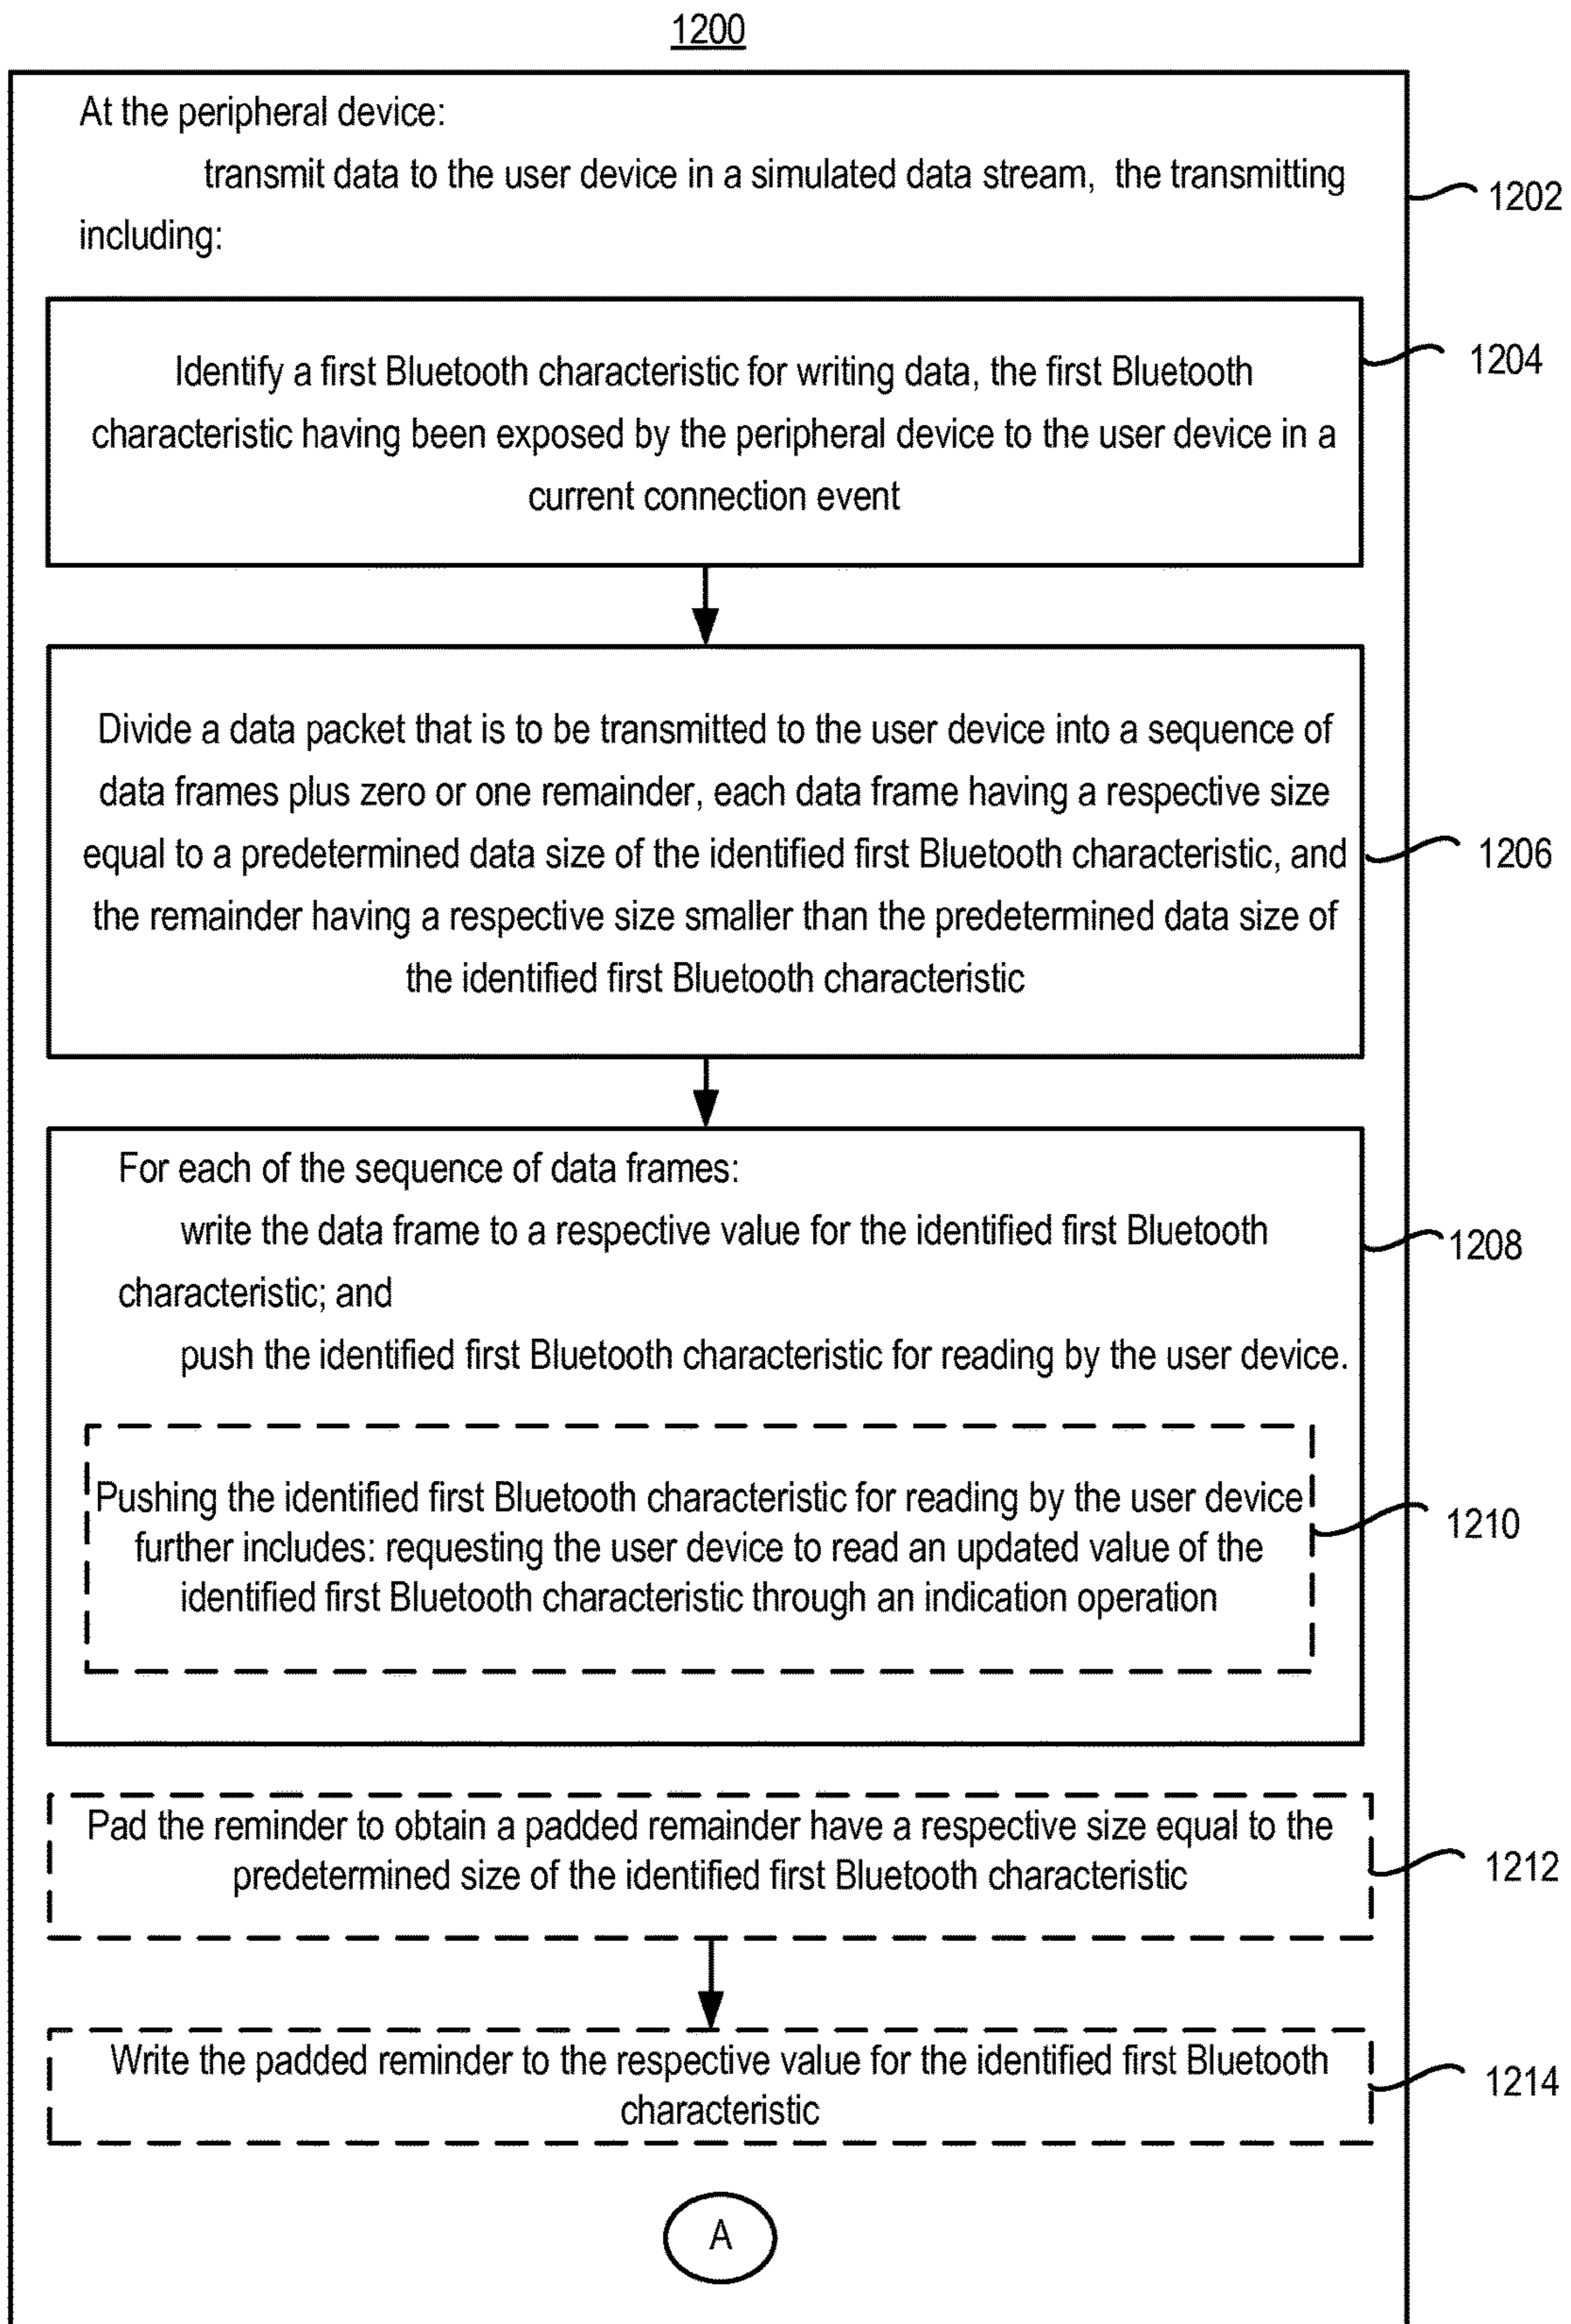 1200
At the peripheral device:
transmit data to the user device in a simulated data stream, the transmitting
including:
1202
Identify a first Bluetooth characteristic for writing data, the first Bluetooth
characteristic having been exposed by the peripheral device to the user device in a
current connection event
1204
Divide a data packet that is to be transmitted to the user device into a sequence of
data frames plus zero or one remainder, each data frame having a respective size
equal to a predetermined data size of the identified first Bluetooth characteristic, and
the remainder having a respective size smaller than the predetermined data size of
the identified first Bluetooth characteristic
1206
For each of the sequence of data frames:
write the data frame to a respective value for the identified first Bluetooth
characteristic; and
push the identified first Bluetooth characteristic for reading by the user device.
1208
Pushing the identified first Bluetooth characteristic for reading by the user device
further includes: requesting the user device to read an updated value of the
identified first Bluetooth characteristic through an indication operation
1210
Pad the reminder to obtain a padded remainder have a respective size equal to the
predetermined size of the identified first Bluetooth characteristic
1212
Write the padded reminder to the respective value for the identified first Bluetooth
characteristic
1214
A